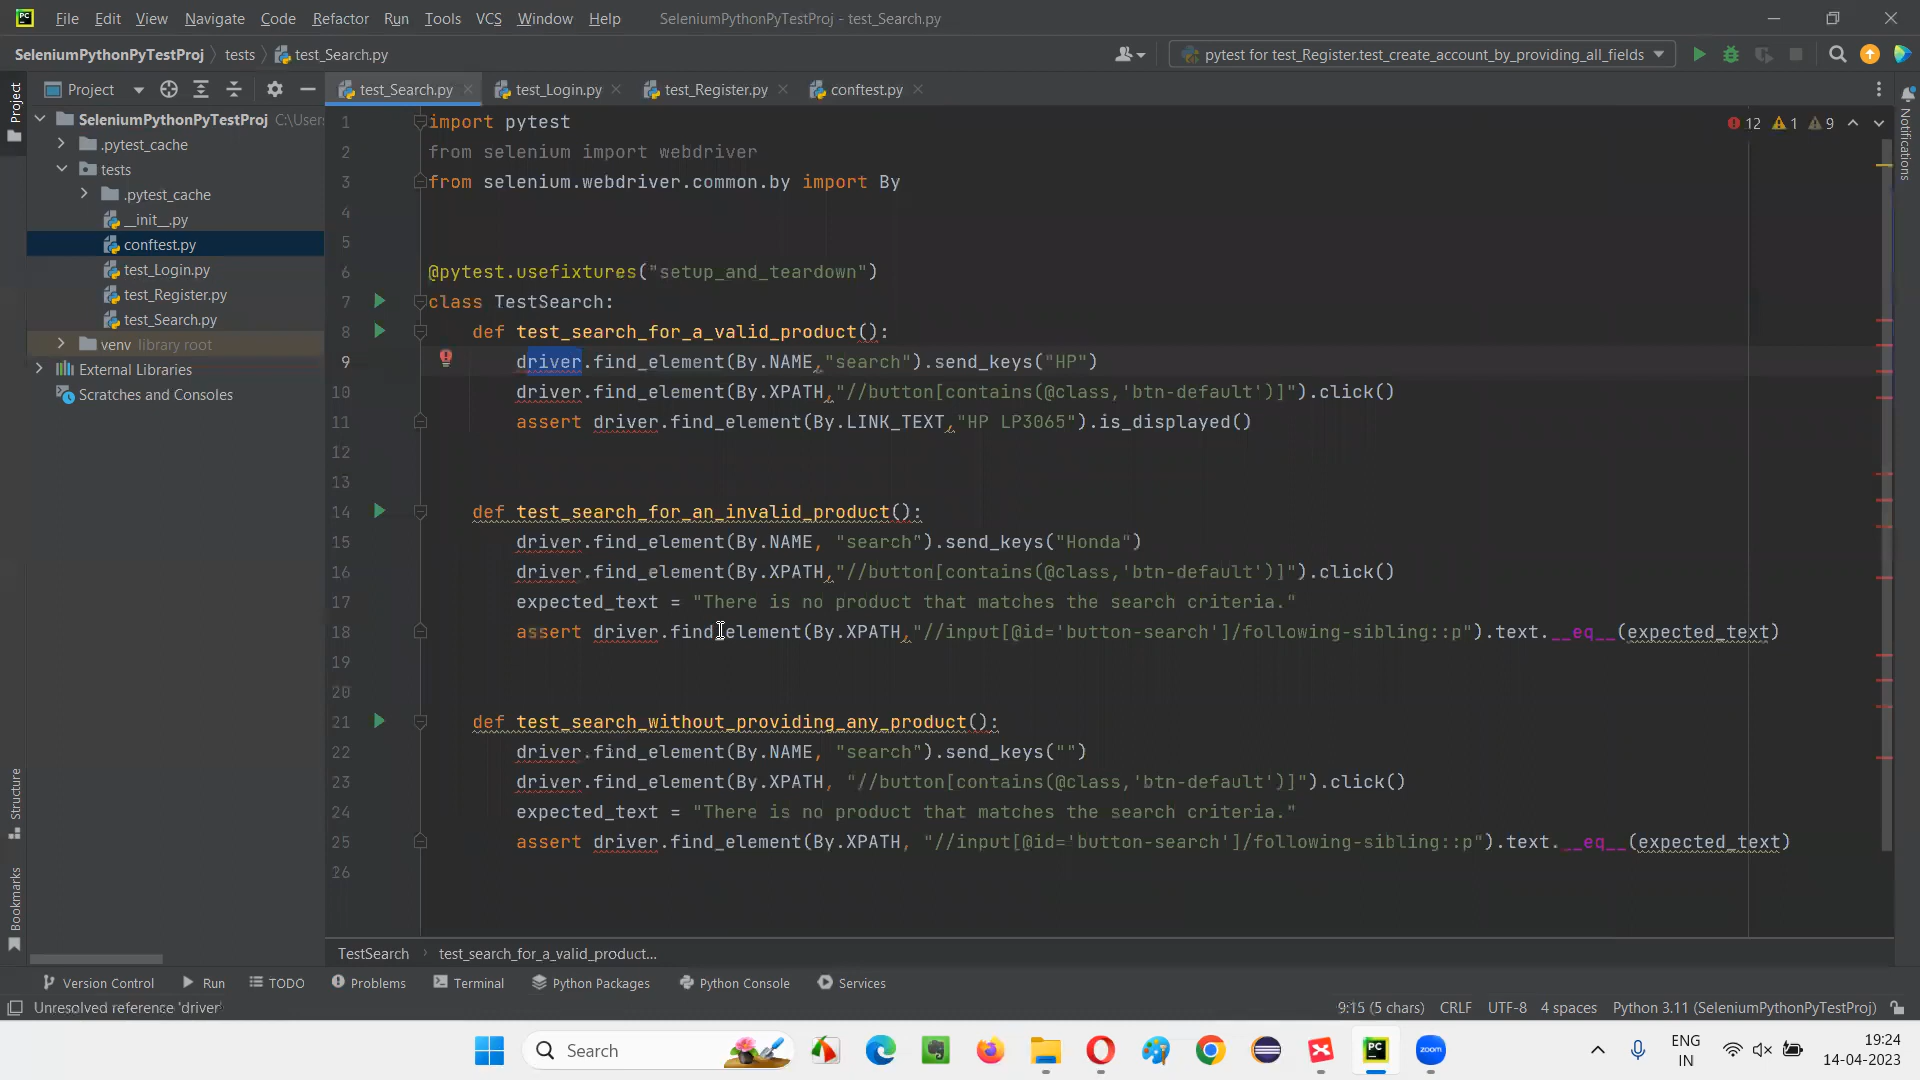 File Edit View Navigate Code Refactor Run Tools VCS Window Help SeleniumPythonPyTestProj - test_Search.py
SeleniumPythonPyTestProj tests test_Search.py pytest for test_Register.test_create_account_by_providing_all_fields
Project
Project
test_Search.py test_Login.py test_Register.py conftest.py
SeleniumPythonPyTestProj C:\Users
.pytest_cache
tests
.pytest_cache
__init__.py
conftest.py
test_Login.py
test_Register.py
test_Search.py
venv library root
External Libraries
Scratches and Consoles
12 1 9
1 import pytest
2 from selenium import webdriver
3 from selenium.webdriver.common.by import By
4
5
6 @pytest.usefixtures("setup_and_teardown")
7 class TestSearch:
8 def test_search_for_a_valid_product():
9 driver.find_element(By.NAME,"search").send_keys("HP")
10 driver.find_element(By.XPATH,"//button[contains(@class,'btn-default')]").click()
11 assert driver.find_element(By.LINK_TEXT,"HP LP3065").is_displayed()
12
13
14 def test_search_for_an_invalid_product():
15 driver.find_element(By.NAME, "search").send_keys("Honda")
16 driver.find_element(By.XPATH,"//button[contains(@class,'btn-default')]").click()
17 expected_text = "There is no product that matches the search criteria."
18 assert driver.find_element(By.XPATH,"//input[@id='button-search']/following-sibling::p").text.__eq__(expected_text)
19
20
21 def test_search_without_providing_any_product():
22 driver.find_element(By.NAME, "search").send_keys("")
23 driver.find_element(By.XPATH, "//button[contains(@class,'btn-default')]").click()
24 expected_text = "There is no product that matches the search criteria."
25 assert driver.find_element(By.XPATH, "//input[@id='button-search']/following-sibling::p").text.__eq__(expected_text)
26
Notifications
Structure
Bookmarks
TestSearch test_search_for_a_valid_product...
Version Control Run TODO Problems Terminal Python Packages Python Console Services
Unresolved reference 'driver' 9:15 (5 chars) CRLF UTF-8 4 spaces Python 3.11 (SeleniumPythonPyTestProj)
Search
PC
zoom
ENG
IN
19:24
14-04-2023